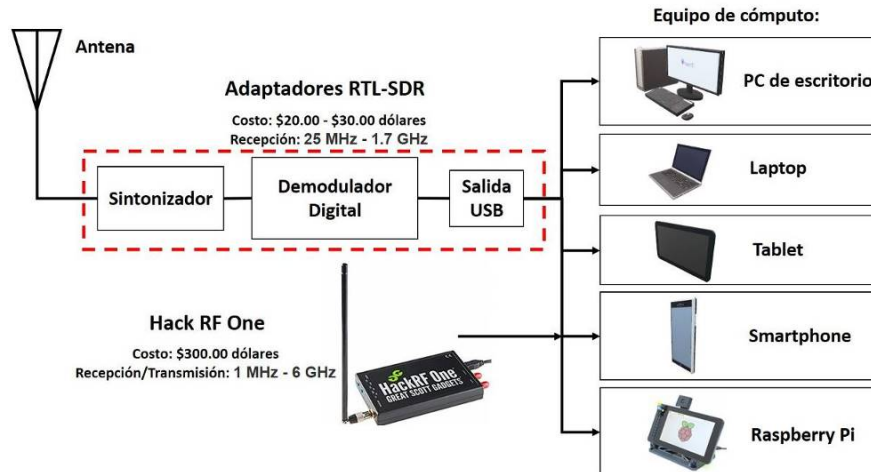 Equipo de cómputo:
Antena
PC de escritorio
Adaptadores RTL-SDR
Costo: $20.00 - $30.00 dólares
Recepción: 25 MHz - 1.7 GHz
Sintonizador
Demodulador
Digital
Salida
USB
Laptop
Tablet
Hack RF One
Costo: $300.00 dólares
Recepción/Transmisión: 1 MHz - 6 GHz
HackRF One
GREAT SCOTT GADGETS
Smartphone
Raspberry Pi